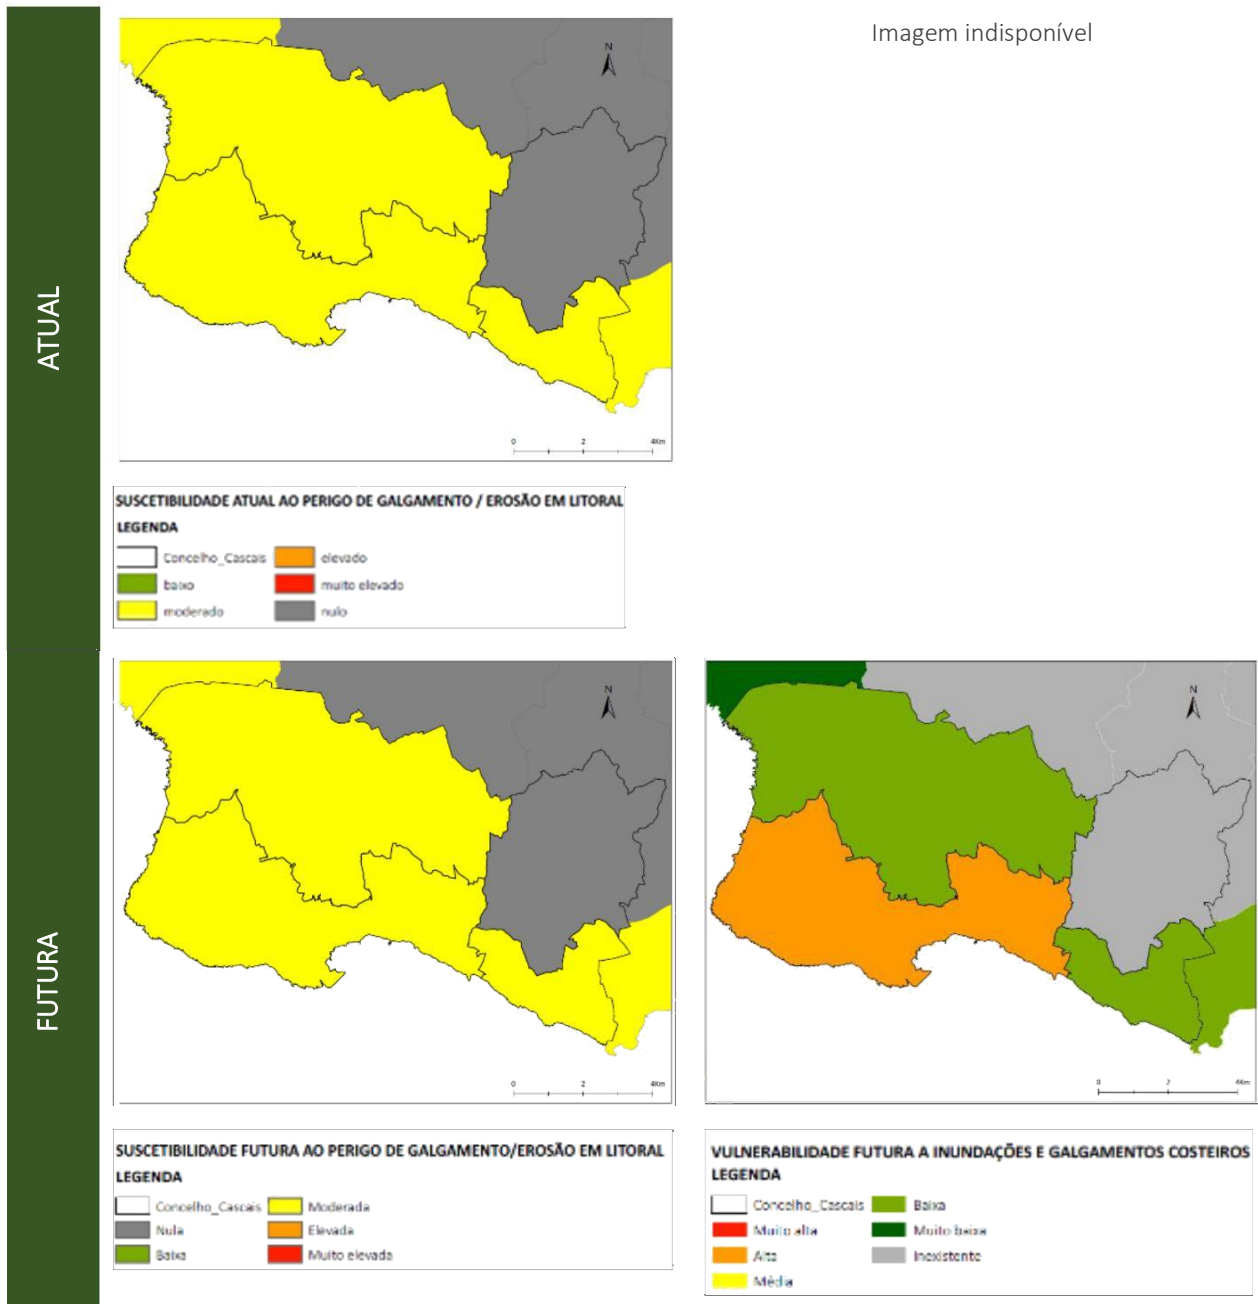 ATUAL
Imagem indisponível
N
0 2 4Km
SUSCETIBILIDADE ATUAL AO PERIGO DE GALGAMENTO / EROSÃO EM LITORAL
LEGENDA
Concelho_Cascais elevado
baixo muito elevado
moderado nulo
FUTURA
N
0 2 4Km
SUSCETIBILIDADE FUTURA AO PERIGO DE GALGAMENTO/EROSÃO EM LITORAL
LEGENDA
Concelho_Cascais Moderada
Nula Elevada
Baixa Muito elevada
N
0 2 4Km
VULNERABILIDADE FUTURA A INUNDAÇÕES E GALGAMENTOS COSTEIROS
LEGENDA
Concelho_Cascais Baixa
Muito alta Muito baixa
Alta Inexistente
Média